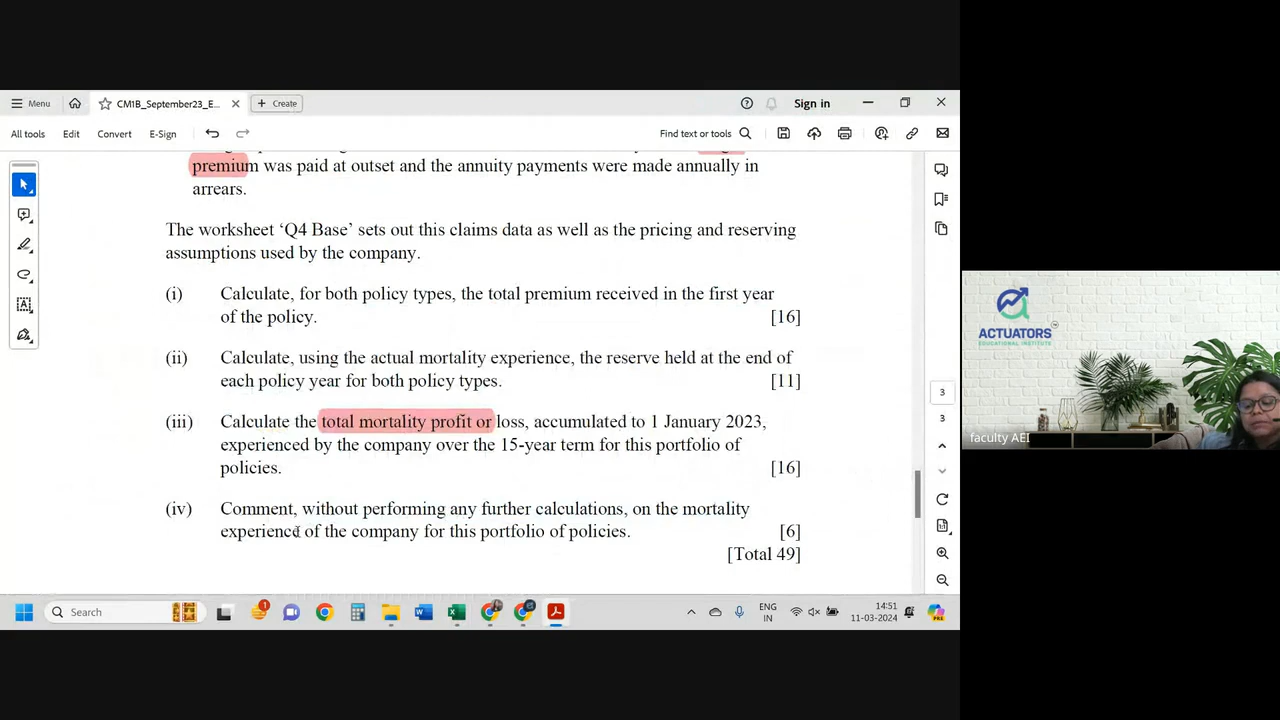 Menu
CM1B_September23_E...
Create
Sign in
All tools
Edit
Convert
E-Sign
Find text or tools
premium was paid at outset and the annuity payments were made annually in
arrears.
The worksheet ‘Q4 Base’ sets out this claims data as well as the pricing and reserving
assumptions used by the company.
(i) Calculate, for both policy types, the total premium received in the first year
of the policy. [16]
(ii) Calculate, using the actual mortality experience, the reserve held at the end of
each policy year for both policy types. [11]
(iii) Calculate the total mortality profit or loss, accumulated to 1 January 2023,
experienced by the company over the 15-year term for this portfolio of
policies. [16]
(iv) Comment, without performing any further calculations, on the mortality
experience of the company for this portfolio of policies. [6]
[Total 49]
3
3
ACTUATORS
EDUCATIONAL INSTITUTE
faculty AEI
Search
1
ENG
IN
14:51
11-03-2024